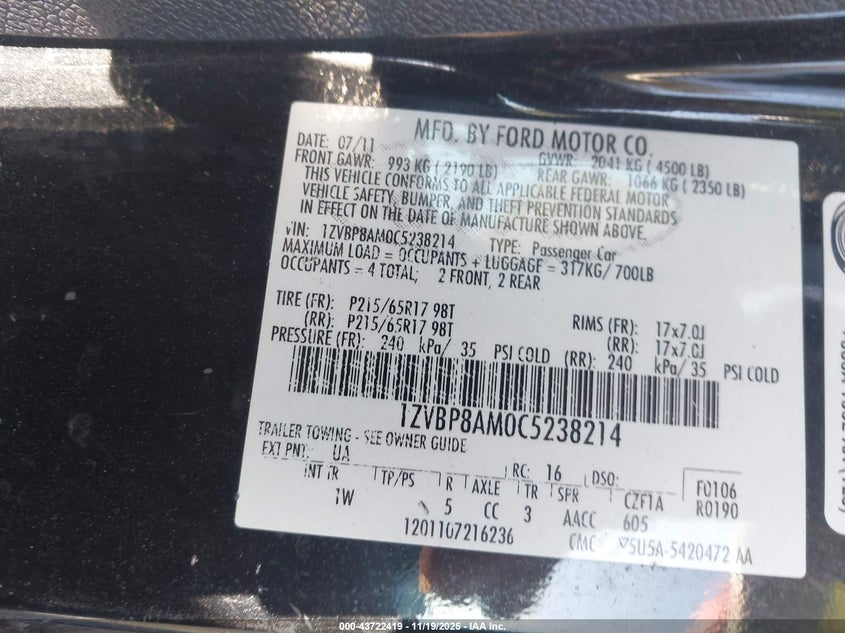 MFD. BY FORD MOTOR CO.
DATE: 07/11 GVWR: 2041 KG ( 4500 LB)
FRONT GAWR: 993 KG ( 2190 LB) REAR GAWR: 1066 KG ( 2350 LB)
THIS VEHICLE CONFORMS TO ALL APPLICABLE FEDERAL MOTOR
VEHICLE SAFETY, BUMPER, AND THEFT PREVENTION STANDARDS
IN EFFECT ON THE DATE OF MANUFACTURE SHOWN ABOVE.
VIN: 1ZVBP8AM0C5238214 TYPE: Passenger Car
MAXIMUM LOAD = OCCUPANTS + LUGGAGE = 317KG/ 700LB
OCCUPANTS = 4 TOTAL; 2 FRONT, 2 REAR
TIRE (FR): P215/65R17 98T RIMS (FR): 17x7.0J
(RR): P215/65R17 98T (RR): 17x7.0J
PRESSURE (FR): 240 kPa/ 35 PSI COLD (RR): 240 kPa/ 35 PSI COLD
1ZVBP8AM0C5238214
TRAILER TOWING - SEE OWNER GUIDE
EXT PNT: UA RC: 16 DSO: F0106
INT TR TP/PS R AXLE TR SPR CZF1A R0190
1W 5 CC 3 AACC 605
1201107216236 CMC 5U5A-5420472 AA
000-43722419 - 11/19/2025 - IAA Inc.